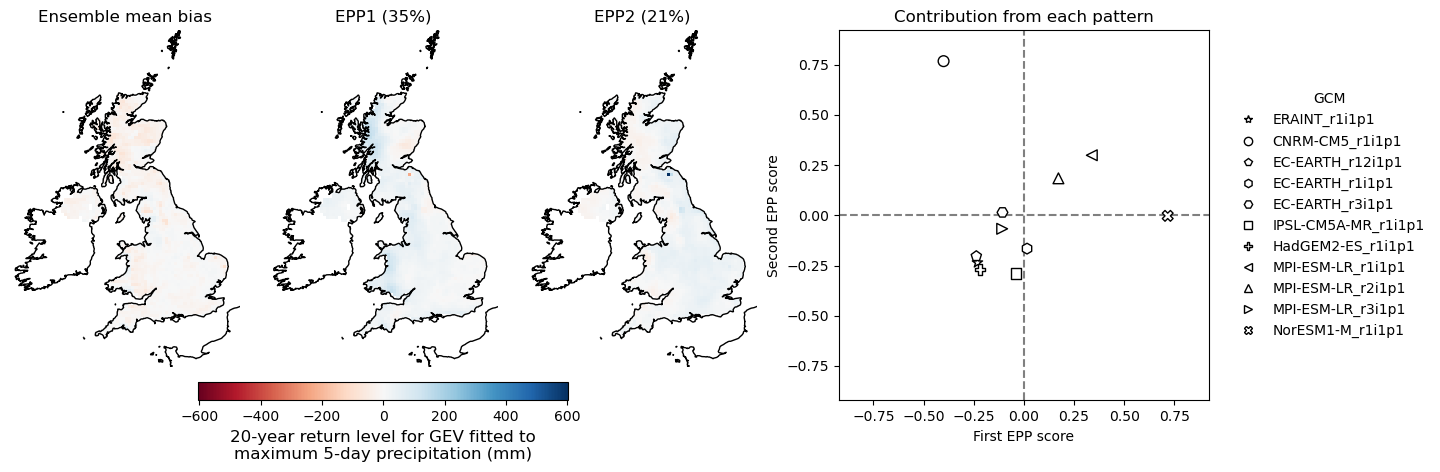 Ensemble mean bias
EPP1 (35%)
EPP2 (21%)
−600 −400 −200 0 200 400 600
20-year return level for GEV fitted to
maximum 5-day precipitation (mm)
Contribution from each pattern
Second EPP score
0.75
0.50
0.25
0.00
−0.25
−0.50
−0.75
−0.75 −0.50 −0.25 0.00 0.25 0.50 0.75
First EPP score
GCM
ERAINT_r1i1p1
CNRM-CM5_r1i1p1
EC-EARTH_r12i1p1
EC-EARTH_r1i1p1
EC-EARTH_r3i1p1
IPSL-CM5A-MR_r1i1p1
HadGEM2-ES_r1i1p1
MPI-ESM-LR_r1i1p1
MPI-ESM-LR_r2i1p1
MPI-ESM-LR_r3i1p1
NorESM1-M_r1i1p1